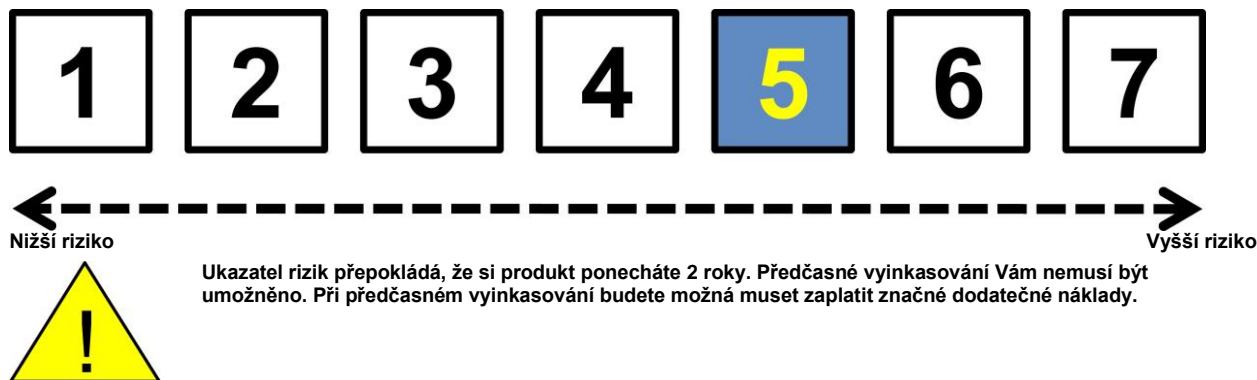 1 2 3 4 5 6 7
Nižší riziko Vyšší riziko
Ukazatel rizik přepokládá, že si produkt ponecháte 2 roky. Předčasné vyinkasování Vám nemusí být
umožněno. Při předčasném vyinkasování budete možná muset zaplatit značné dodatečné náklady.
!